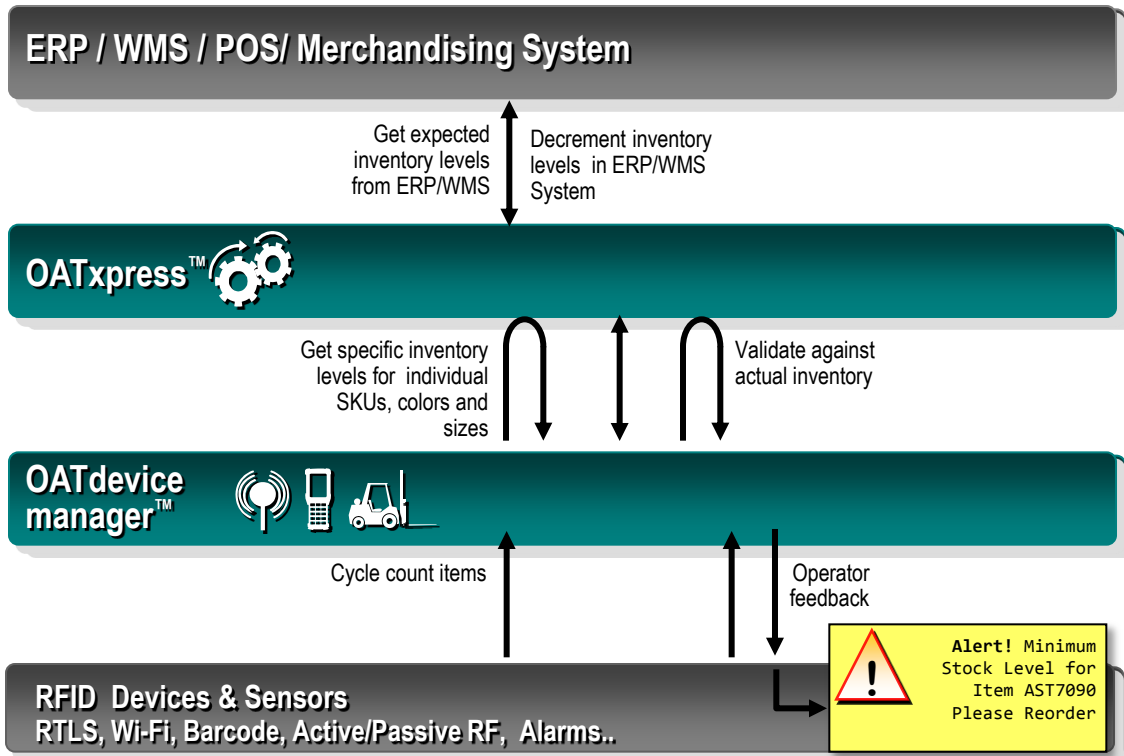 ERP / WMS / POS/ Merchandising System
Get expected
inventory levels
from ERP/WMS
Decrement inventory
levels in ERP/WMS
System
OATxpress™
Get specific inventory
levels for individual
SKUs, colors and
sizes
Validate against
actual inventory
OATdevice
manager™
Cycle count items
Operator
feedback
Alert! Minimum
Stock Level for
Item AST7090
Please Reorder
!
RFID Devices & Sensors
RTLS, Wi-Fi, Barcode, Active/Passive RF, Alarms..